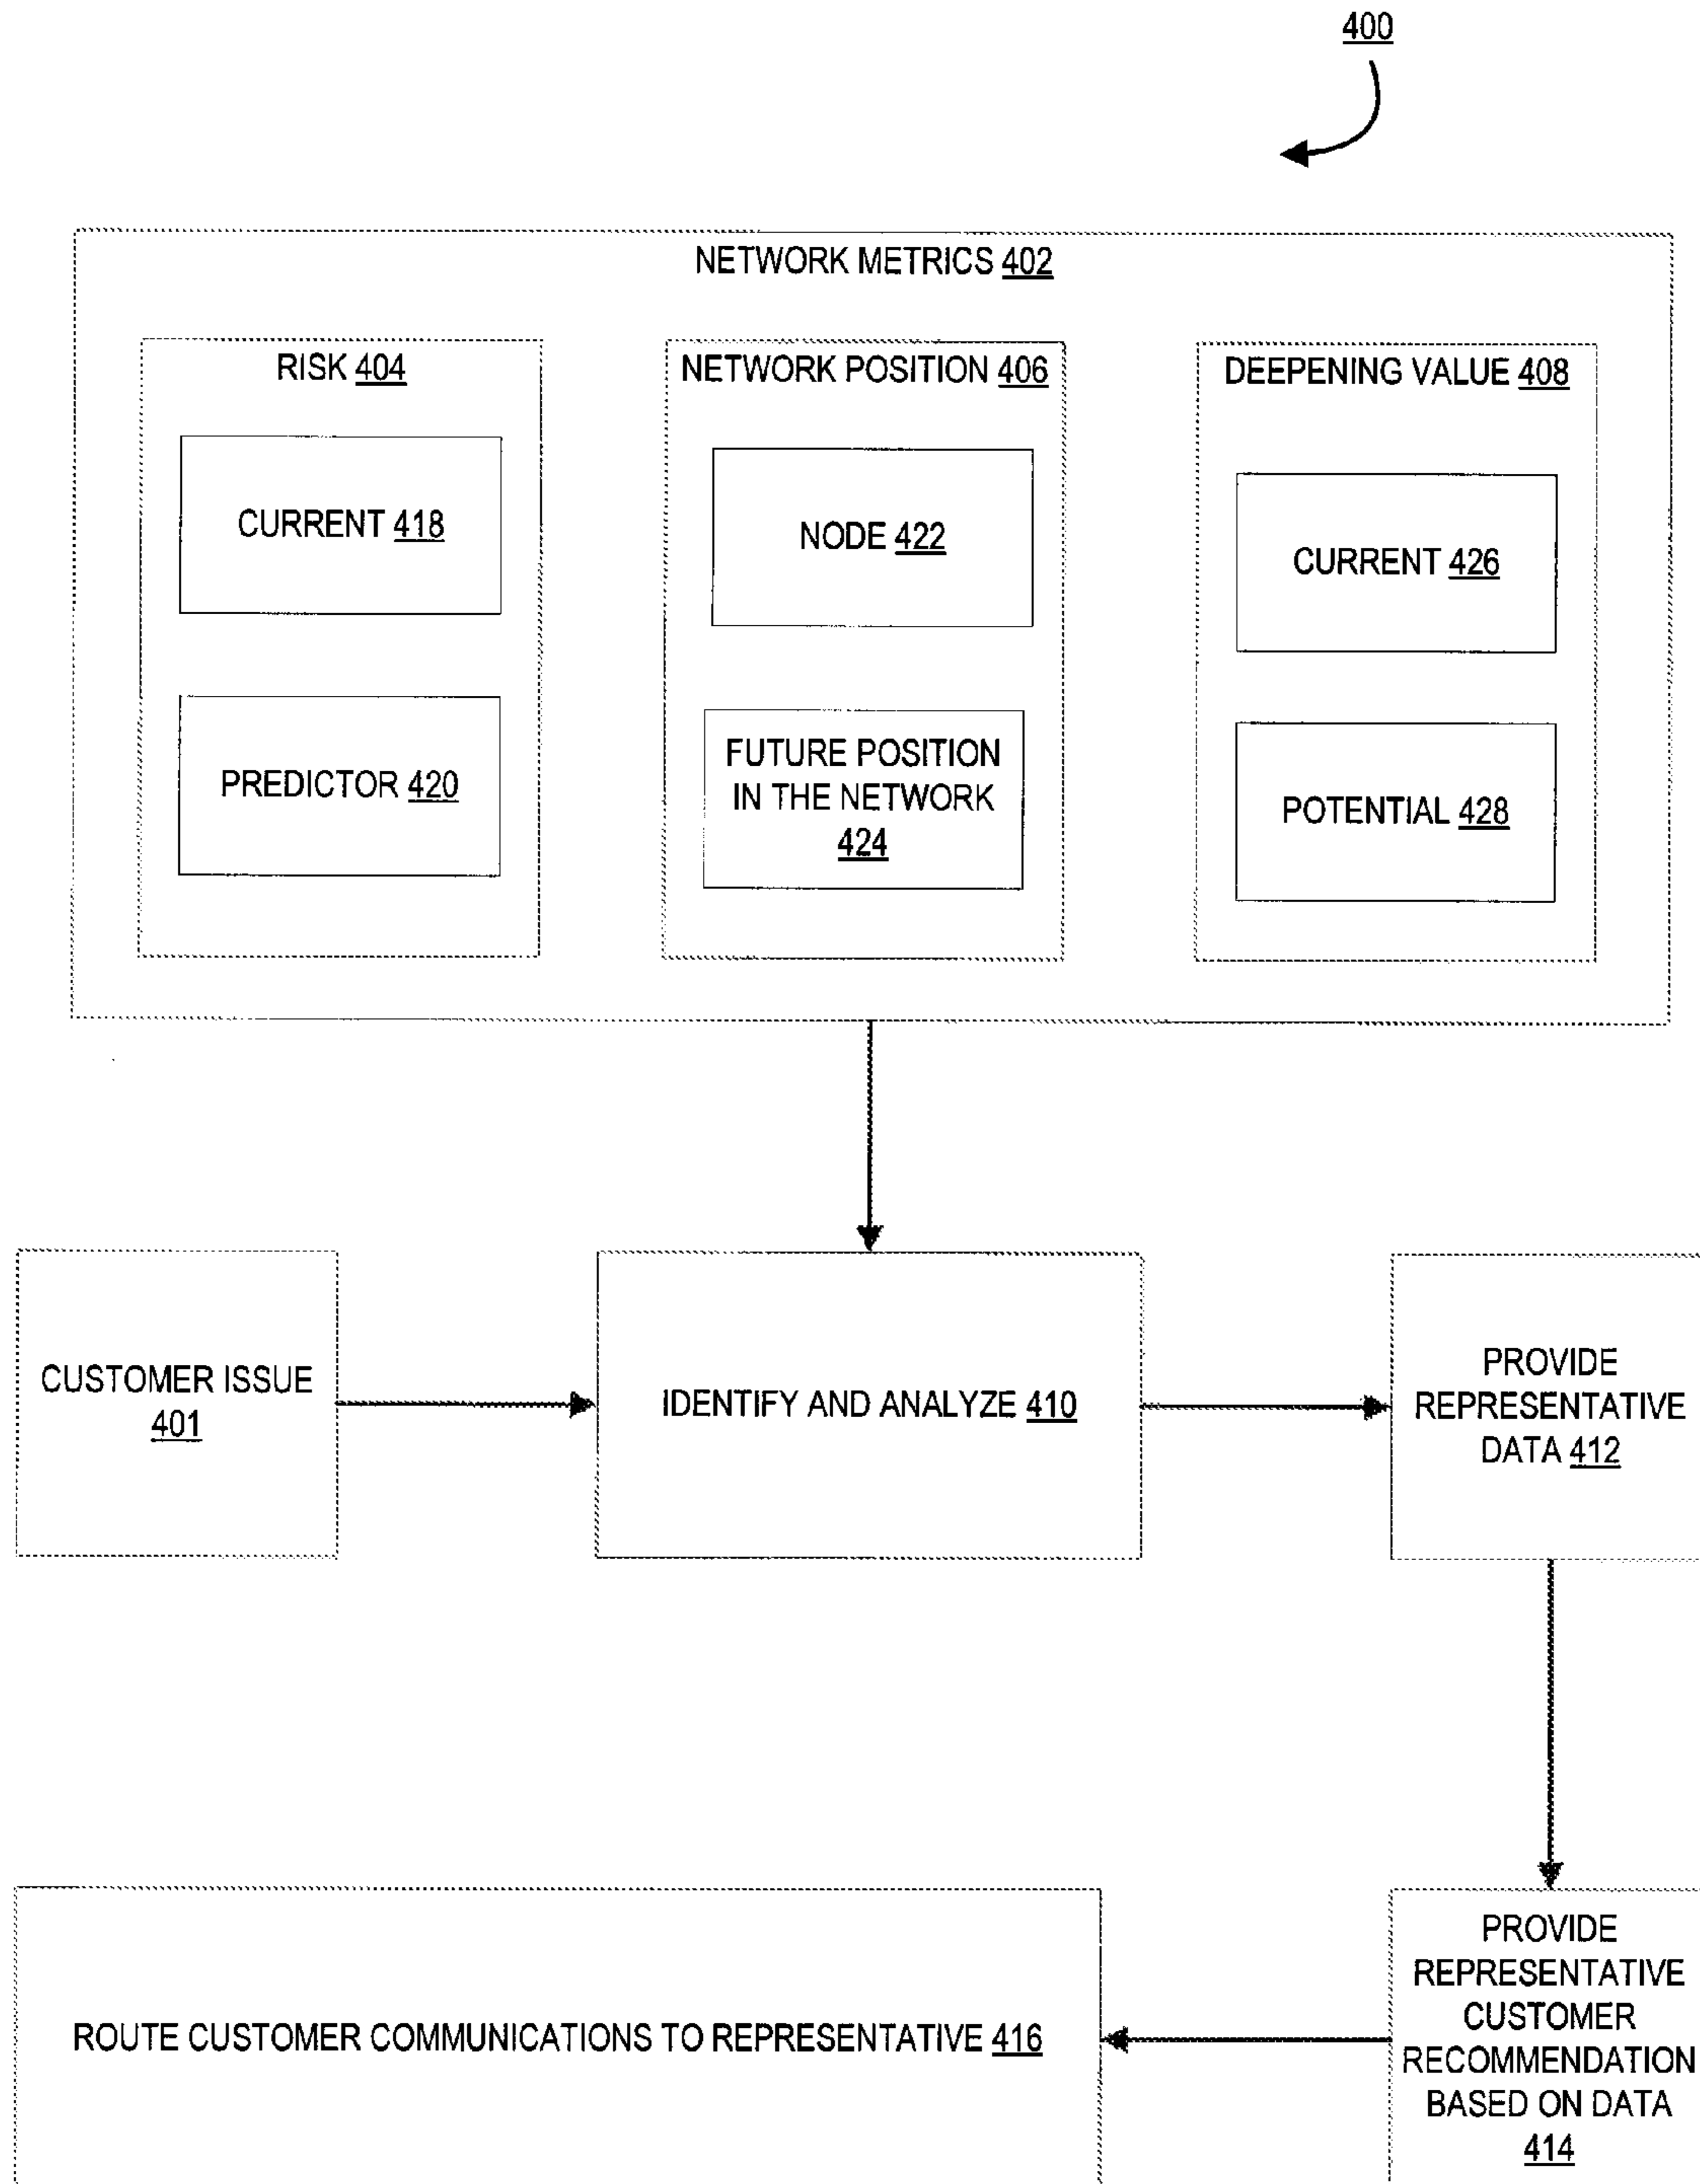 400
NETWORK METRICS 402
RISK 404
CURRENT 418
PREDICTOR 420
NETWORK POSITION 406
NODE 422
FUTURE POSITION
IN THE NETWORK
424
DEEPENING VALUE 408
CURRENT 426
POTENTIAL 428
CUSTOMER ISSUE
401
IDENTIFY AND ANALYZE 410
PROVIDE
REPRESENTATIVE
DATA 412
PROVIDE
REPRESENTATIVE
CUSTOMER
RECOMMENDATION
BASED ON DATA
414
ROUTE CUSTOMER COMMUNICATIONS TO REPRESENTATIVE 416